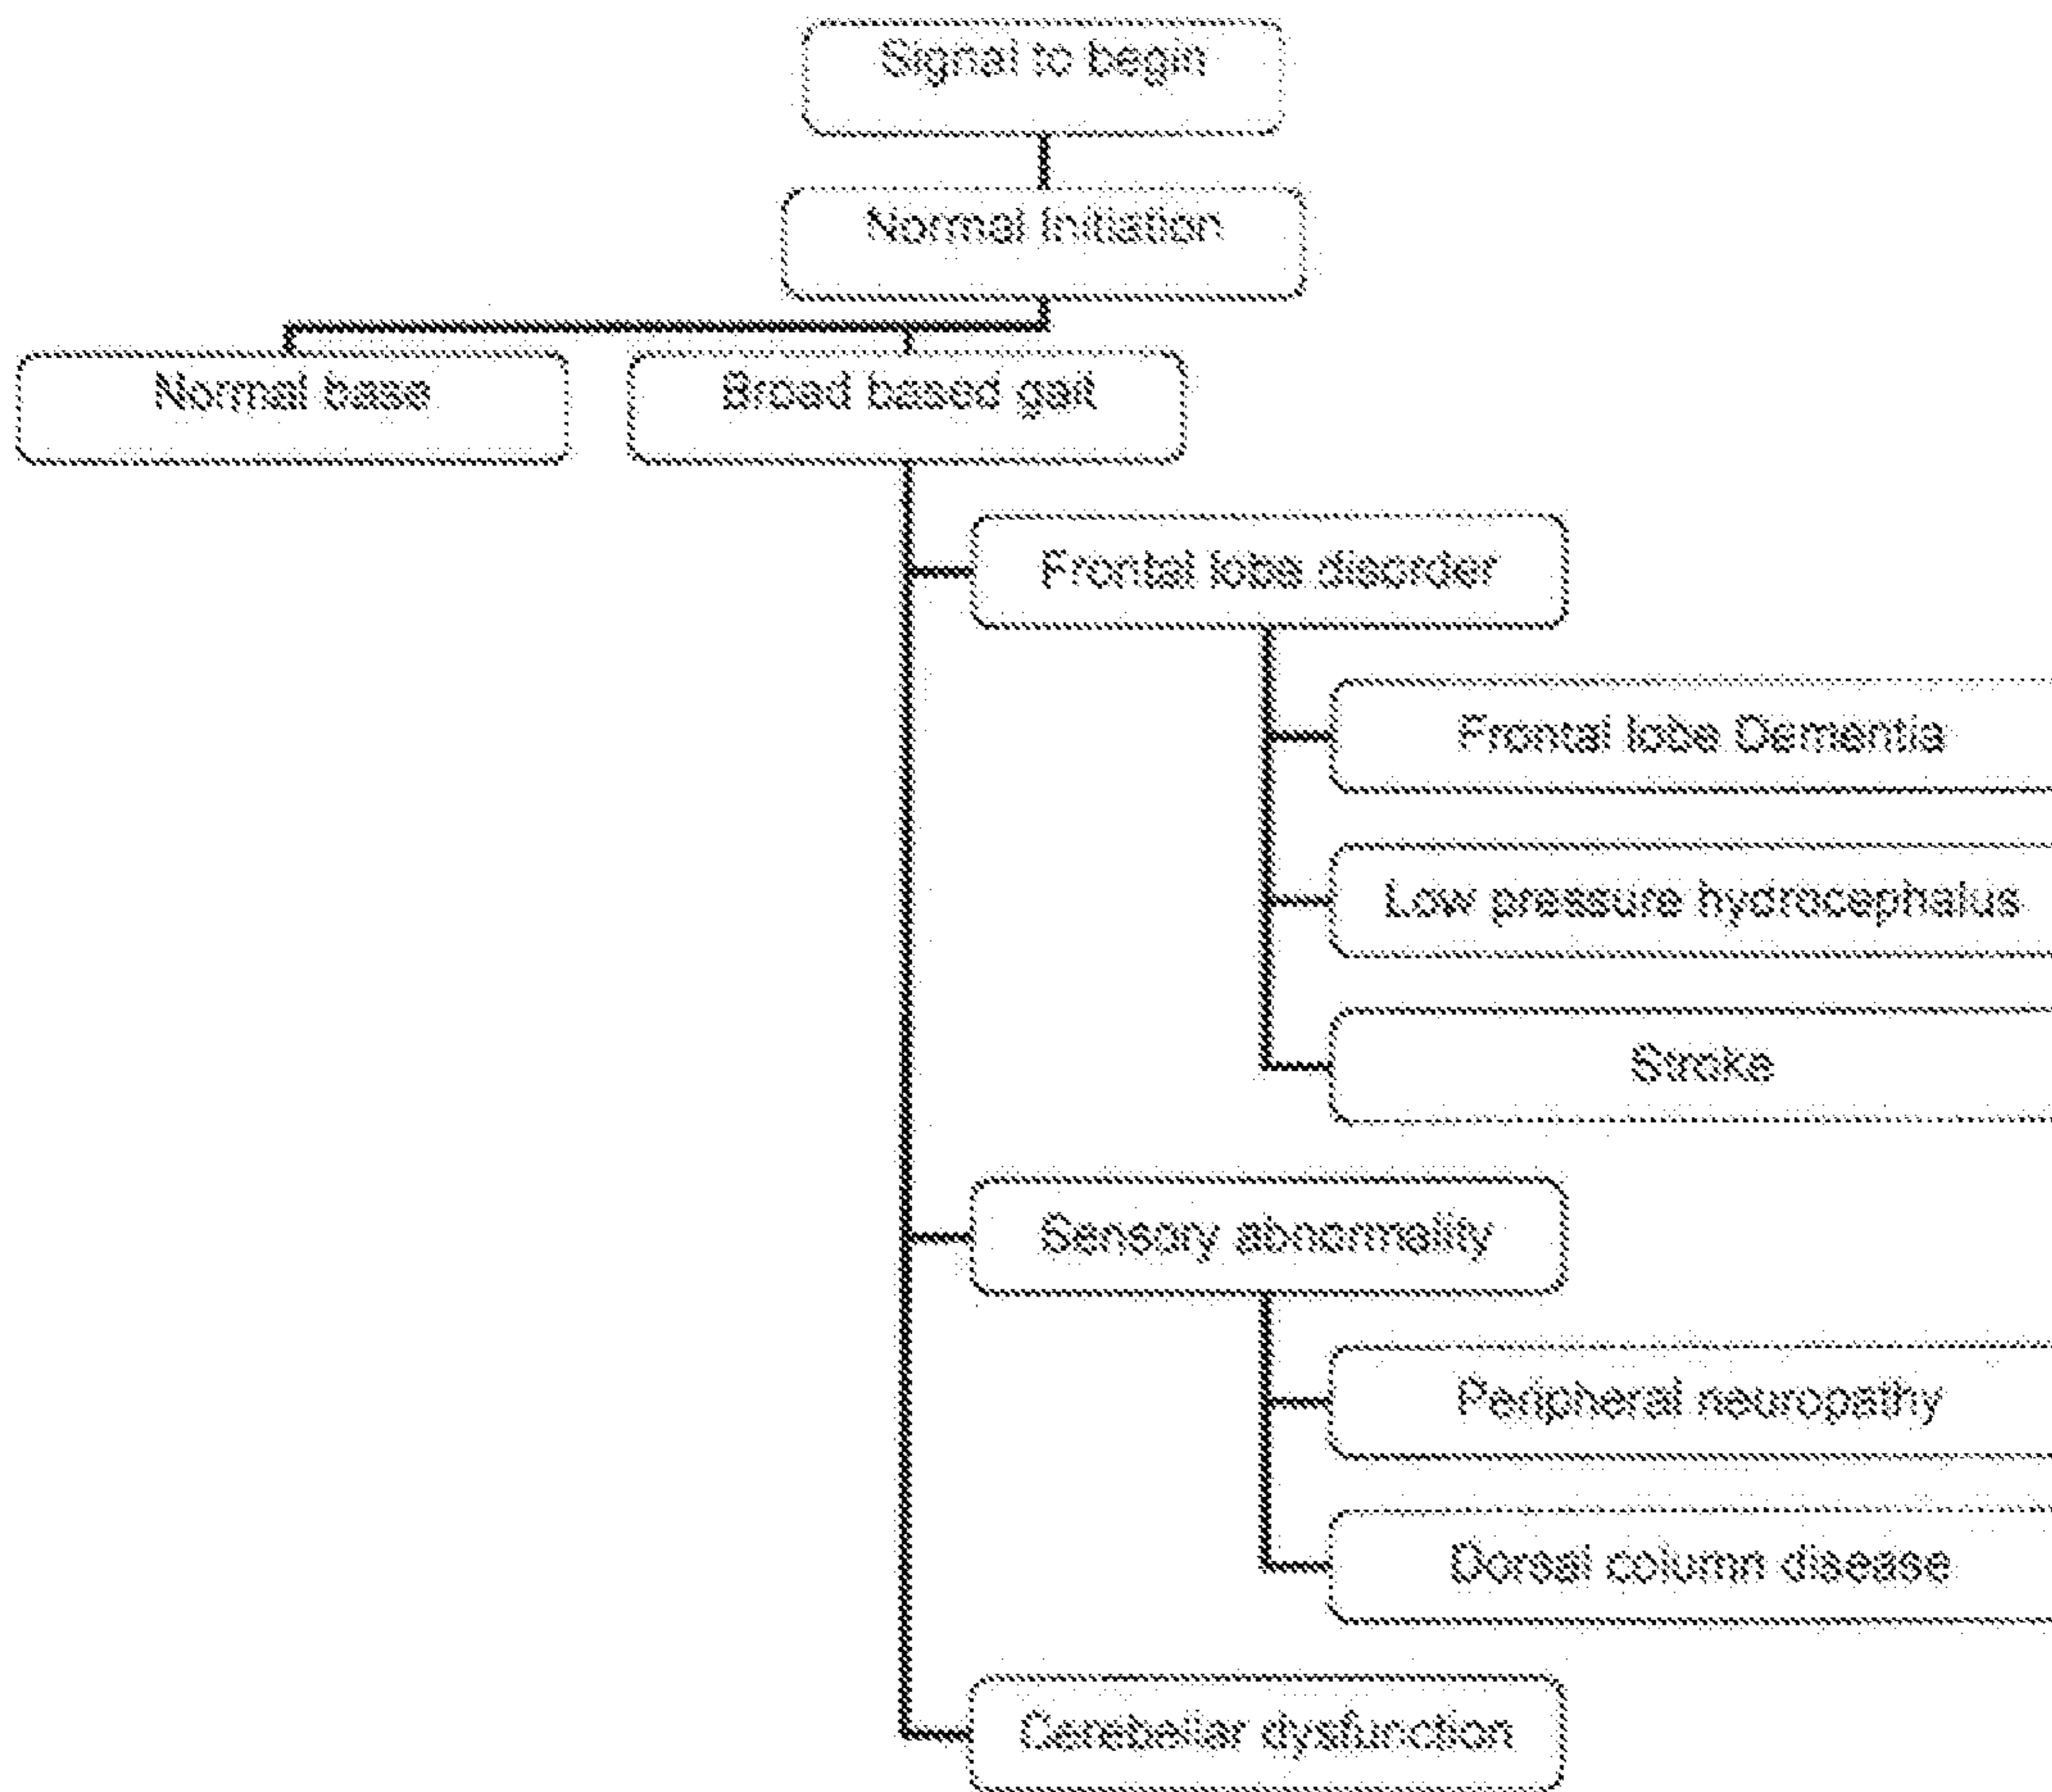 Signal to begin
Normal Initiation
Normal base
Broad based gait
Frontal lobe disorder
Frontal lobe Dementia
Low pressure hydrocephalus
Stroke
Sensory abnormality
Peripheral neuropathy
Dorsal column disease
Cerebellar dysfunction